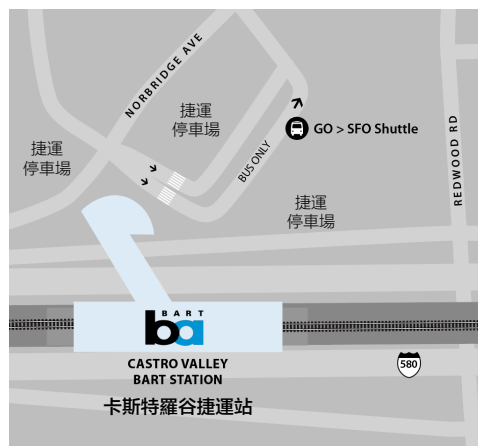 NORBRIDGE AVE
捷運
停車場
捷運
停車場
GO > SFO Shuttle
BUS ONLY
REDWOOD RD
捷運
停車場
BART
ba
CASTRO VALLEY
BART STATION
卡斯特羅谷捷運站
580